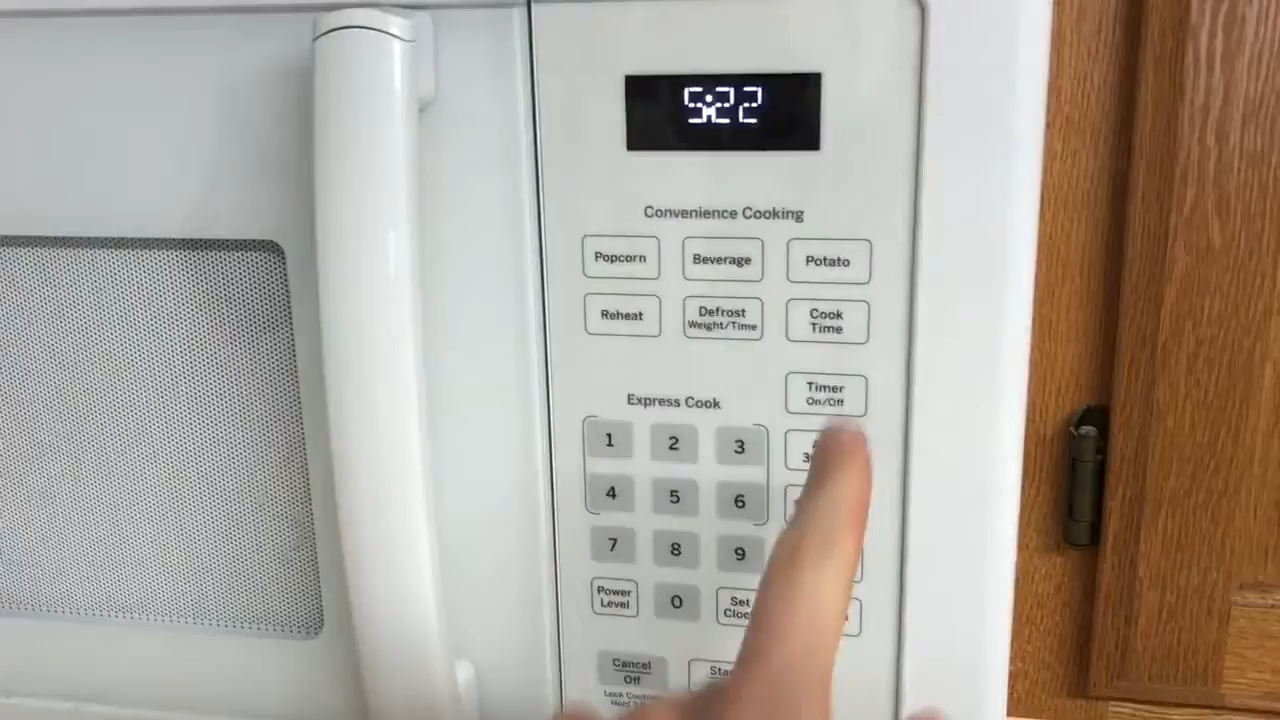 5:22
Convenience Cooking
Popcorn
Beverage
Potato
Reheat
Defrost
Weight/Time
Cook
Time
Timer
On/Off
Express Cook
1
2
3
4
5
6
7
8
9
Power
Level
0
Set
Cancel
Off